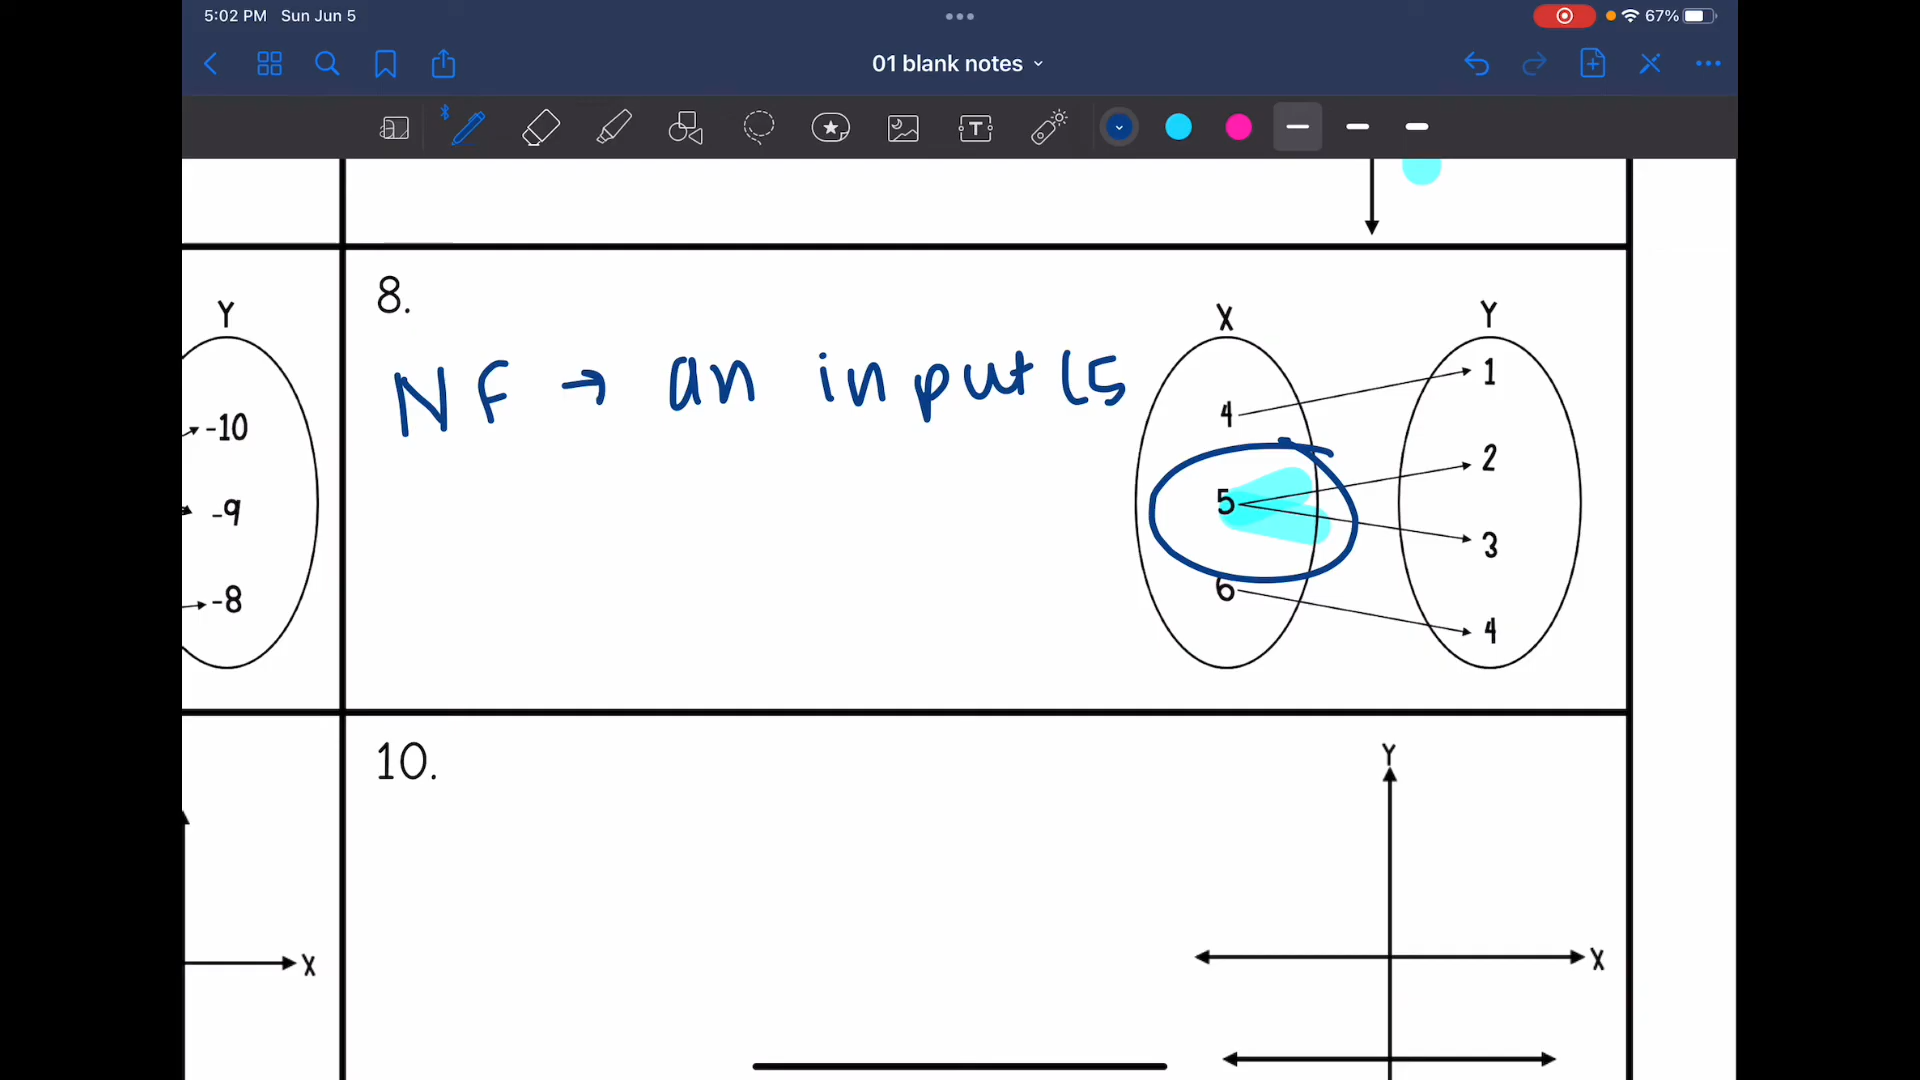 5:02 PM Sun Jun 5
67%
01 blank notes
T
8.
NF → an input (5
X
Y
4
5
6
1
2
3
4
Y
-10
-9
-8
X
10.
Y
X